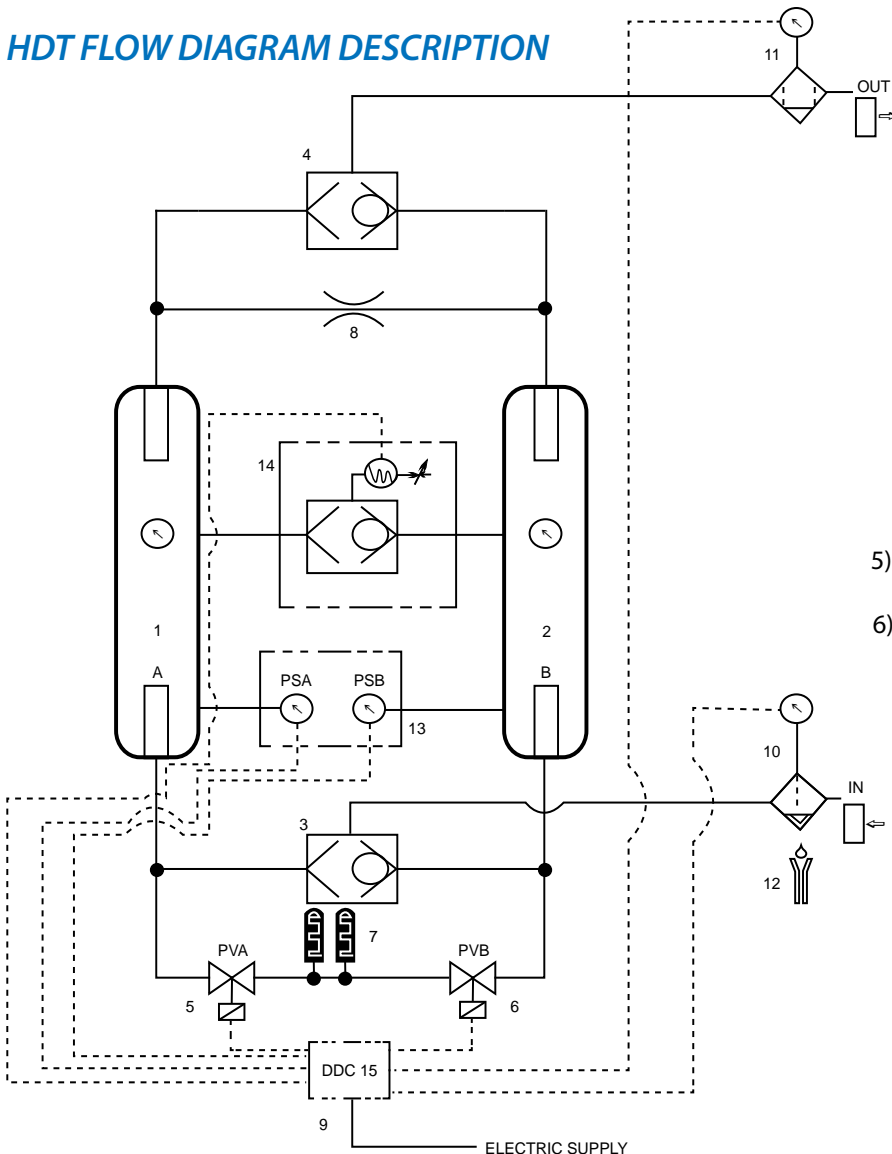 HDT FLOW DIAGRAM DESCRIPTION
11
OUT
4
8
14
5)
1
2
6)
A
PSA
PSB
B
13
10
IN
3
12
7
PVA
PVB
5
6
DDC 15
9
ELECTRIC SUPPLY